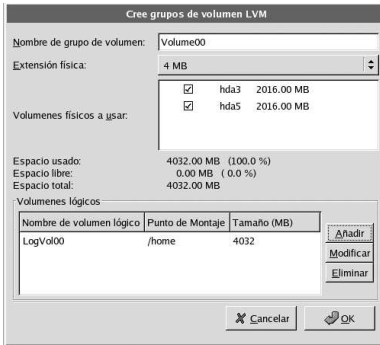 Cree grupos de volumen LVM
Nombre de grupo de volumen: Volume00
Extensión física: 4 MB
hda3 2016.00 MB
hda5 2016.00 MB
Volumenes físicos a usar:
Espacio usado: 4032.00 MB (100.0 %)
Espacio libre: 0.00 MB ( 0.0 %)
Espacio total: 4032.00 MB
Volumenes lógicos
Nombre de volumen lógico Punto de Montaje Tamaño (MB)
LogVol00 /home 4032
Añadir
Modificar
Eliminar
Cancelar OK